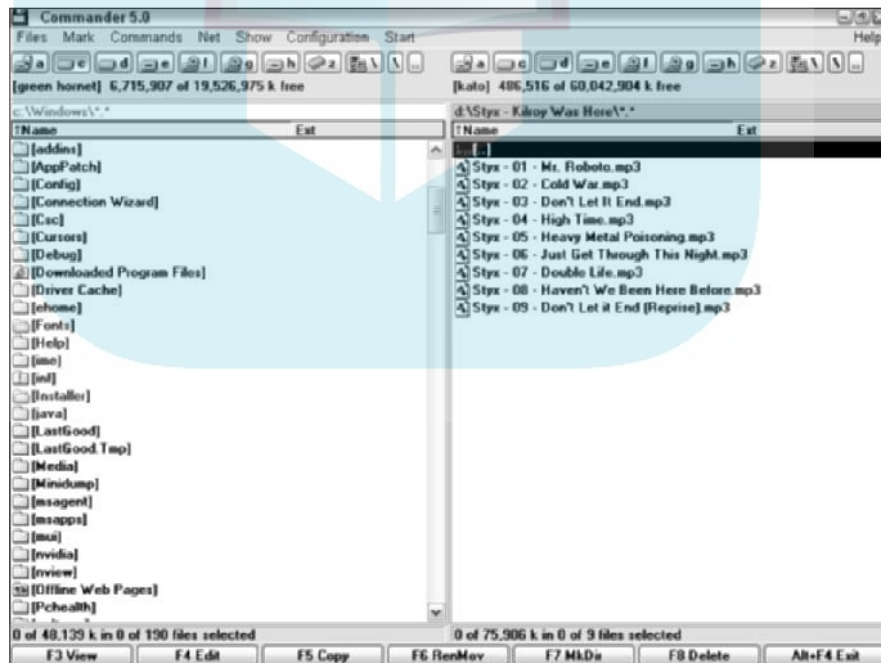 Commander 5.0
Files Mark Commands Net Show Configuration Start Help
a c d e f g h z \ \ ..
a c d e f g h z \ \ ..
[green hornet] 6,715,907 of 19,526,975 k free
[kato] 486,516 of 60,042,904 k free
c:\Windows\*.*
↑Name Ext
[addins]
[AppPatch]
[Config]
[Connection Wizard]
[Csc]
[Cursors]
[Debug]
[Downloaded Program Files]
[Driver Cache]
[ehome]
[Fonts]
[Help]
[ime]
[inf]
[Installer]
[java]
[LastGood]
[LastGood.Tmp]
[Media]
[Minidump]
[msagent]
[msapps]
[mui]
[nvidia]
[nview]
[Offline Web Pages]
[Pchealth]
0 of 48,139 k in 0 of 190 files selected
d:\Styx - Kilroy Was Here\*.*
↑Name Ext
[..]
Styx - 01 - Mr. Roboto.mp3
Styx - 02 - Cold War.mp3
Styx - 03 - Don't Let It End.mp3
Styx - 04 - High Time.mp3
Styx - 05 - Heavy Metal Poisoning.mp3
Styx - 06 - Just Get Through This Night.mp3
Styx - 07 - Double Life.mp3
Styx - 08 - Haven't We Been Here Before.mp3
Styx - 09 - Don't Let it End (Reprise).mp3
0 of 75,906 k in 0 of 9 files selected
F3 View F4 Edit F5 Copy F6 RenMov F7 MkDir F8 Delete Alt+F4 Exit